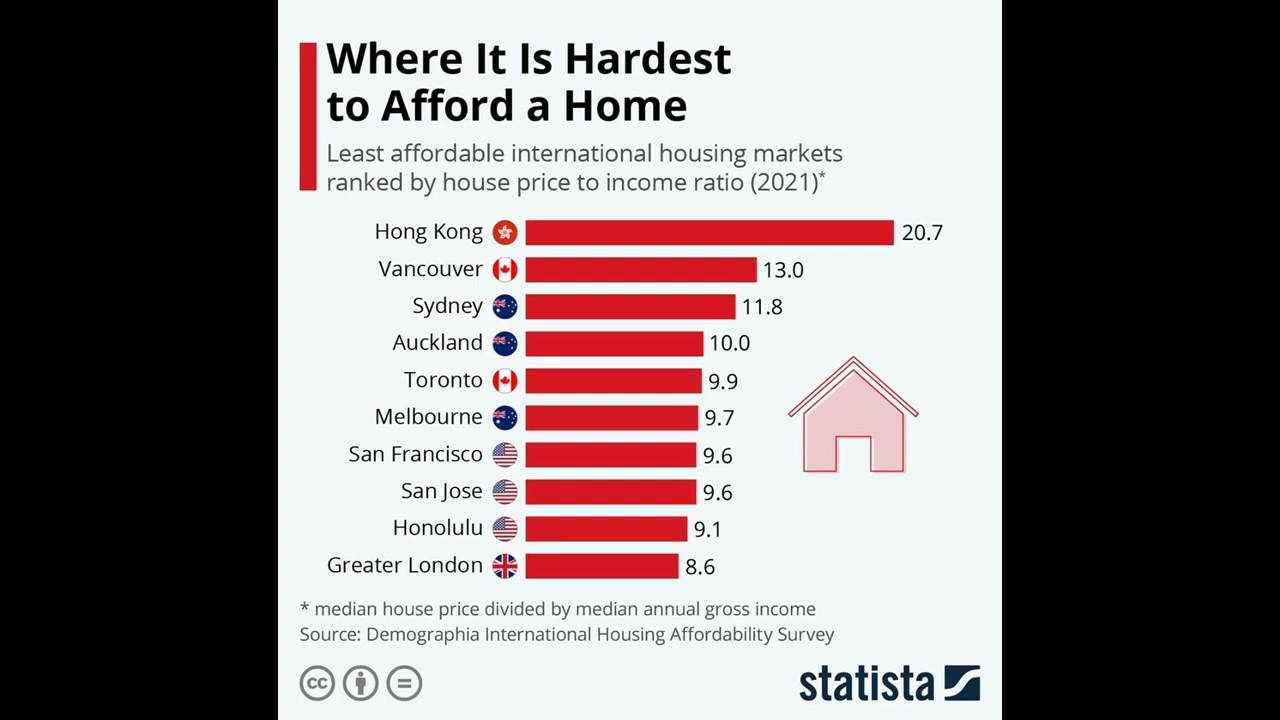 Where It Is Hardest
to Afford a Home
Least affordable international housing markets
ranked by house price to income ratio (2021)*
Hong Kong 20.7
Vancouver 13.0
Sydney 11.8
Auckland 10.0
Toronto 9.9
Melbourne 9.7
San Francisco 9.6
San Jose 9.6
Honolulu 9.1
Greater London 8.6
* median house price divided by median annual gross income
Source: Demographia International Housing Affordability Survey
cc =
statista